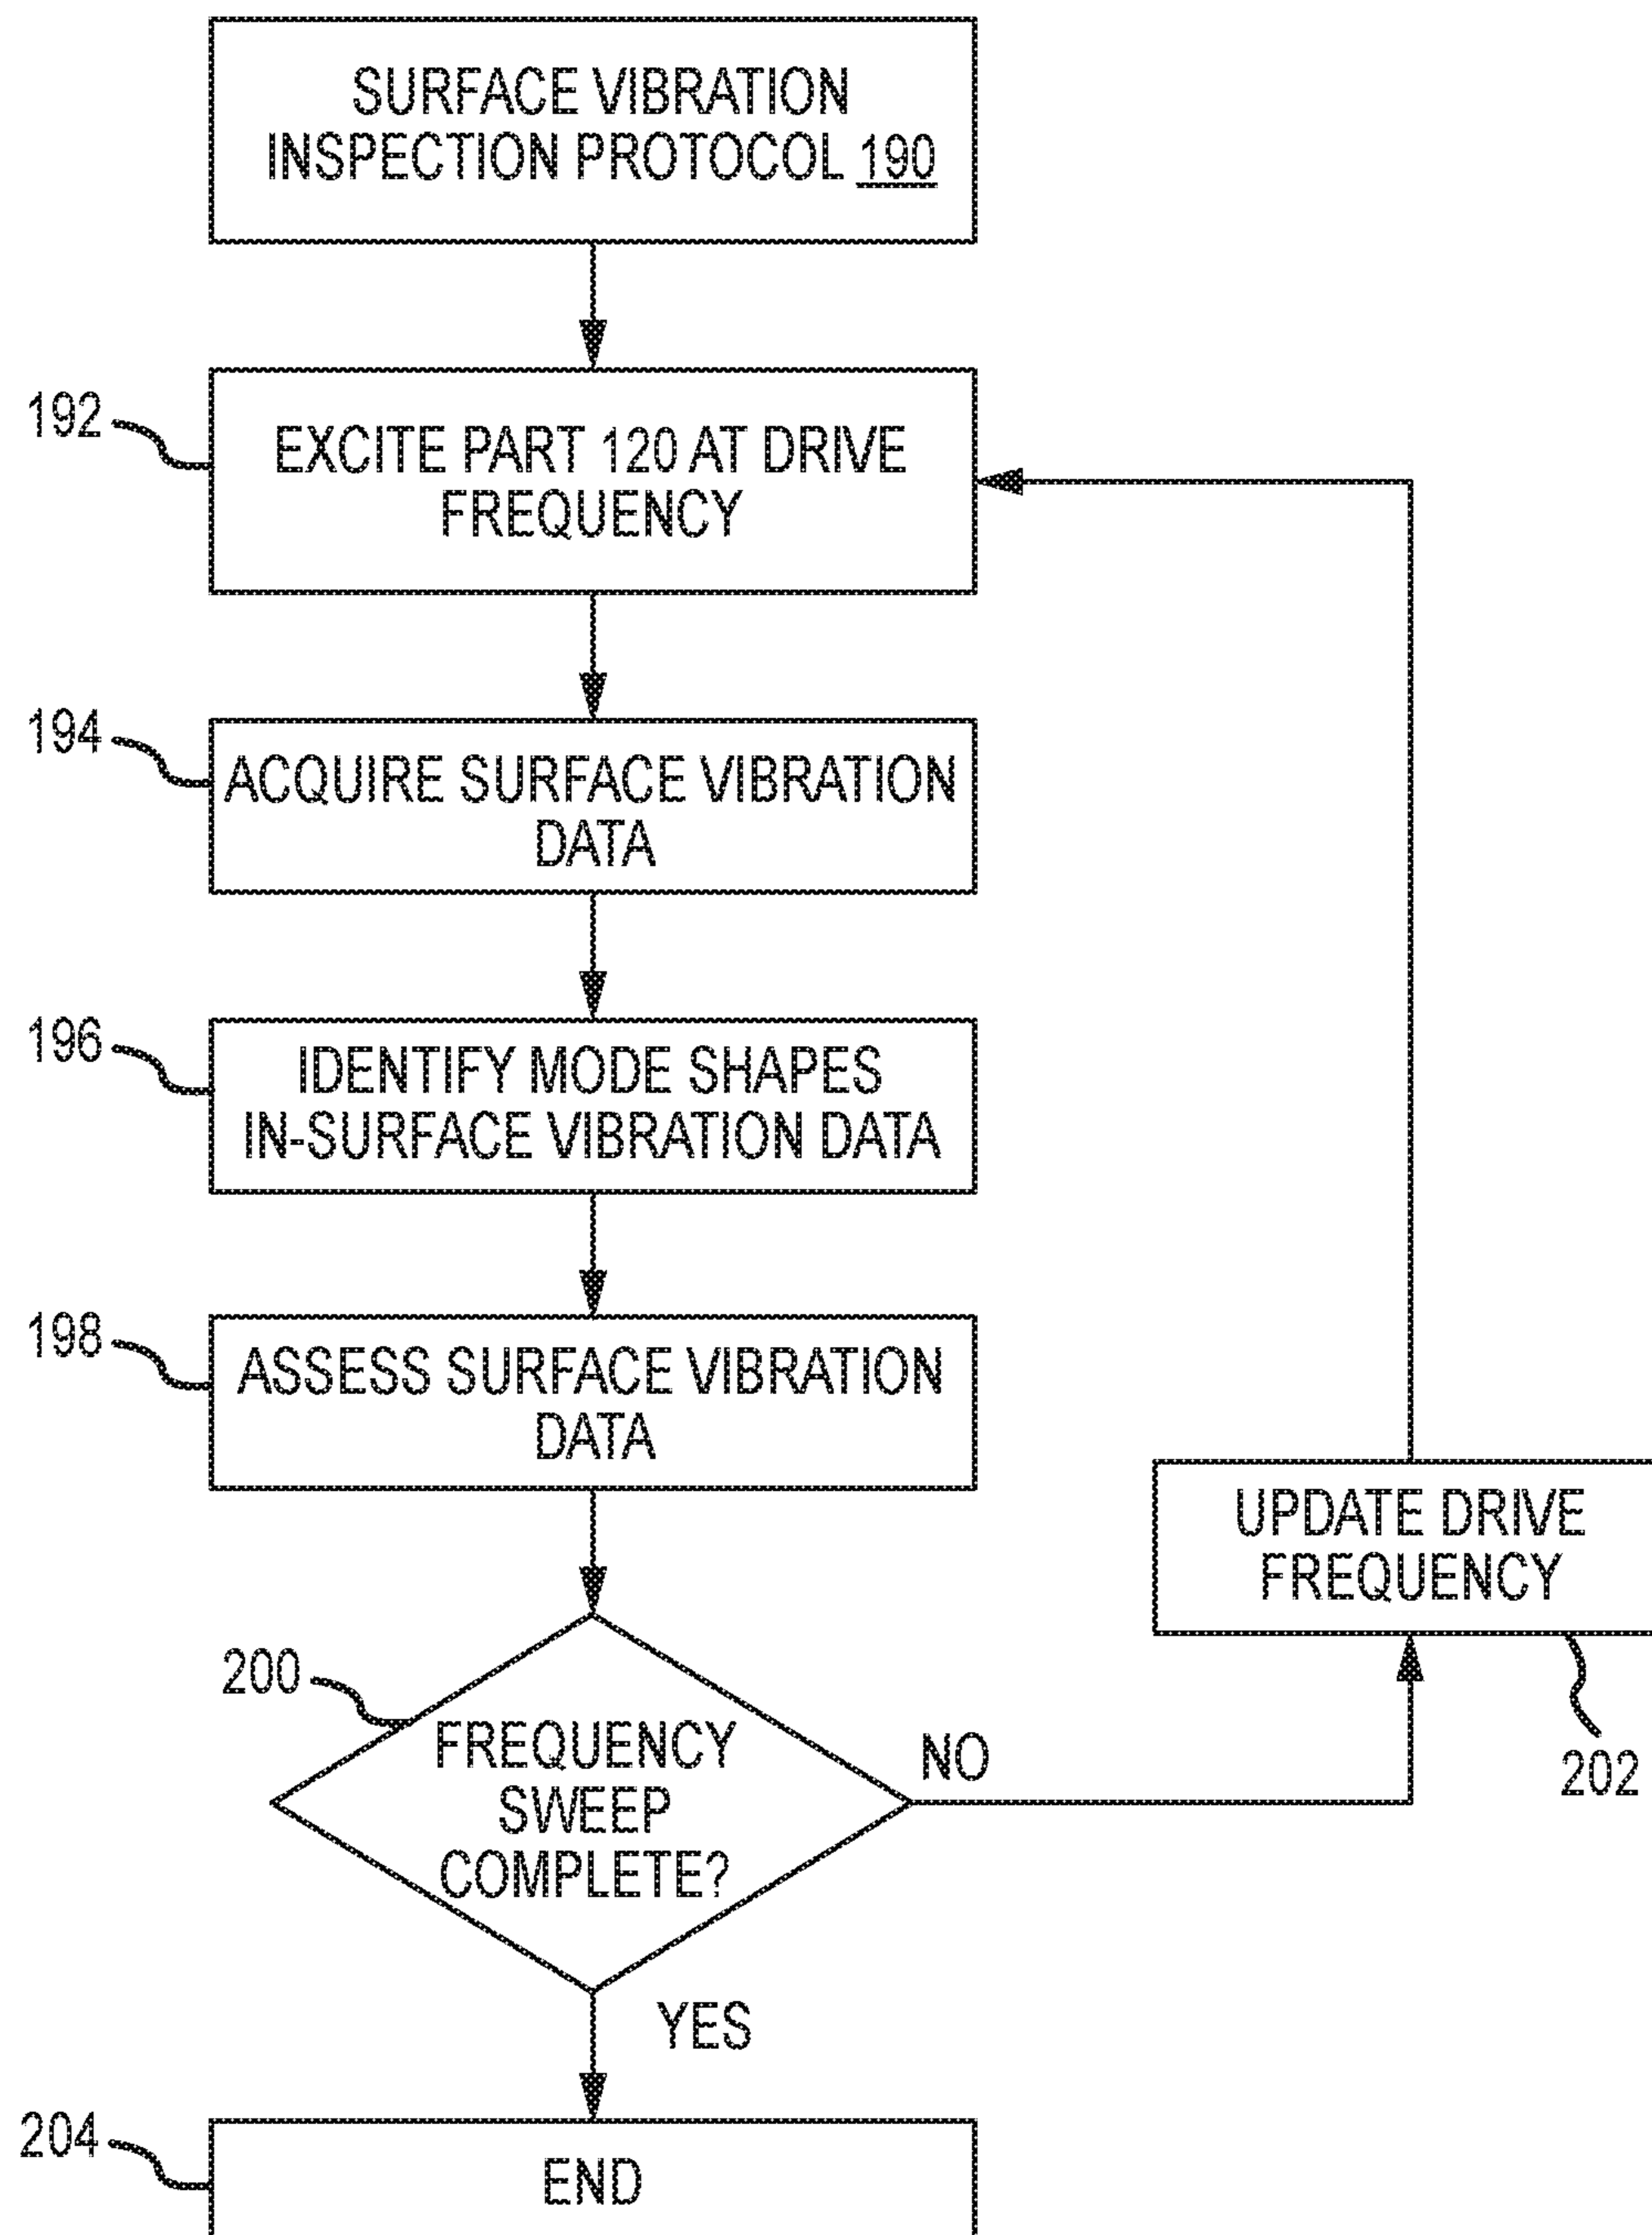 SURFACE VIBRATION
INSPECTION PROTOCOL 190
192
EXCITE PART 120 AT DRIVE
FREQUENCY
194
ACQUIRE SURFACE VIBRATION
DATA
196
IDENTIFY MODE SHAPES
IN-SURFACE VIBRATION DATA
198
ASSESS SURFACE VIBRATION
DATA
UPDATE DRIVE
FREQUENCY
202
200
FREQUENCY
SWEEP
COMPLETE?
NO
YES
204
END